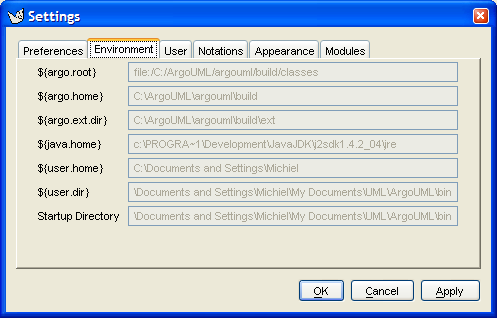 Settings
Preferences Environment User Notations Appearance Modules
${argo.root} file:/C:/ArgoUML/argouml/build/classes
${argo.home} C:\ArgoUML\argouml\build
${argo.ext.dir} C:\ArgoUML\argouml\build\ext
${java.home} c:\PROGRA~1\Development\JavaJDK\j2sdk1.4.2_04\jre
${user.home} C:\Documents and Settings\Michiel
${user.dir} \Documents and Settings\Michiel\My Documents\UML\ArgoUML\bin
Startup Directory \Documents and Settings\Michiel\My Documents\UML\ArgoUML\bin
OK Cancel Apply